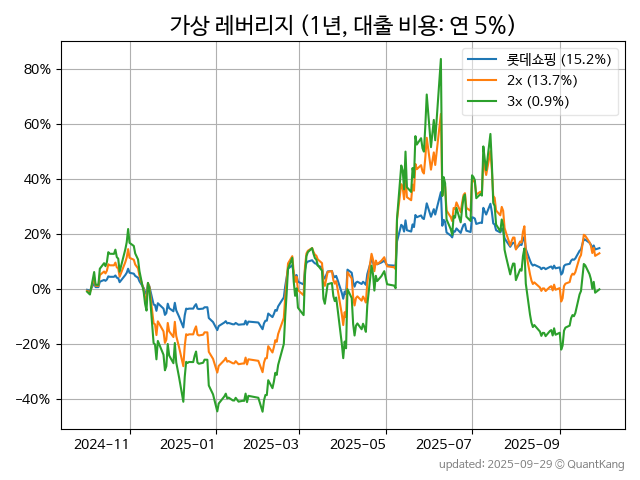 가상 레버리지 (1년, 대출 비용: 연 5%)
롯데쇼핑 (15.2%)
2x (13.7%)
3x (0.9%)
80%
60%
40%
20%
0%
−20%
−40%
2024-11 2025-01 2025-03 2025-05 2025-07 2025-09
updated: 2025-09-29 © QuantKang